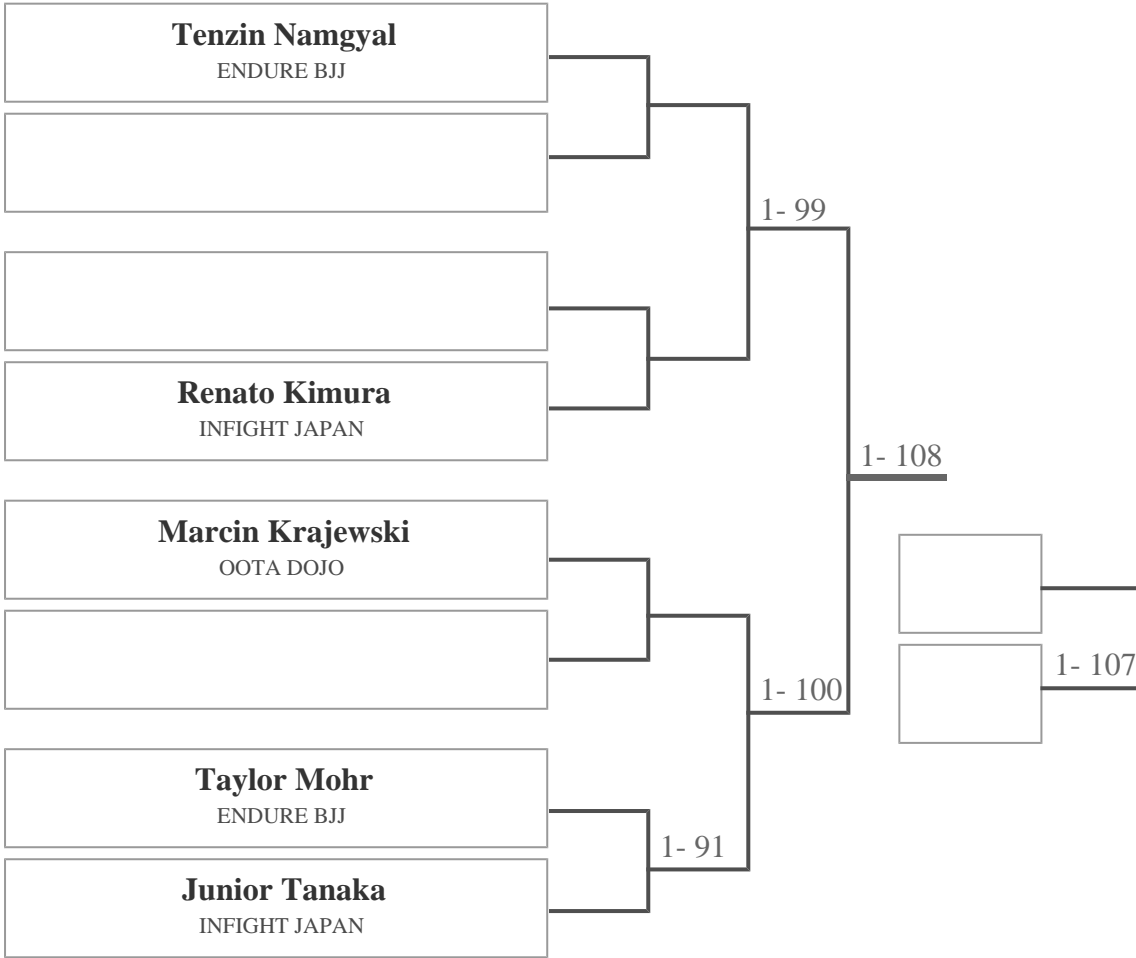 Tenzin Namgyal
ENDURE BJJ
1- 99
Renato Kimura
INFIGHT JAPAN
1- 108
Marcin Krajewski
OOTA DOJO
1- 107
1- 100
Taylor Mohr
ENDURE BJJ
1- 91
Junior Tanaka
INFIGHT JAPAN